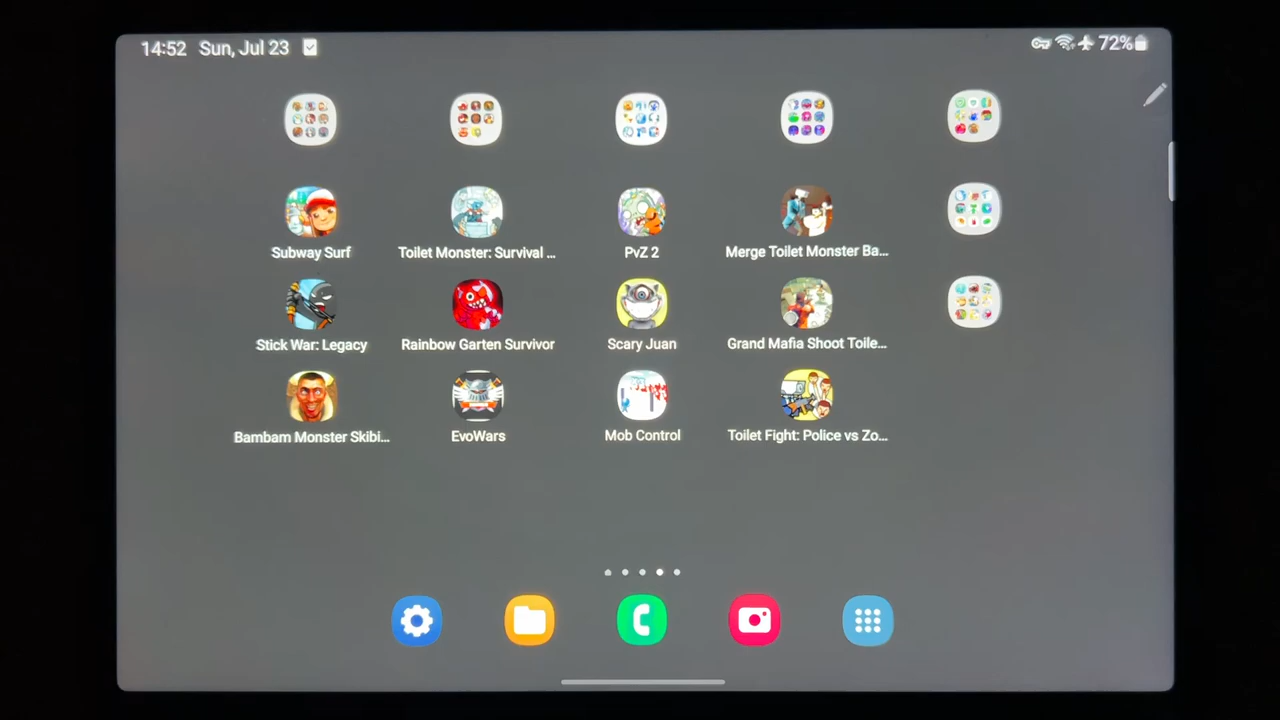 14:52 Sun, Jul 23
72%
Subway Surf
Toilet Monster: Survival ...
PvZ 2
Merge Toilet Monster Ba...
Stick War: Legacy
Rainbow Garten Survivor
Scary Juan
Grand Mafia Shoot Toile...
Bambam Monster Skibi...
EvoWars
Mob Control
Toilet Fight: Police vs Zo...